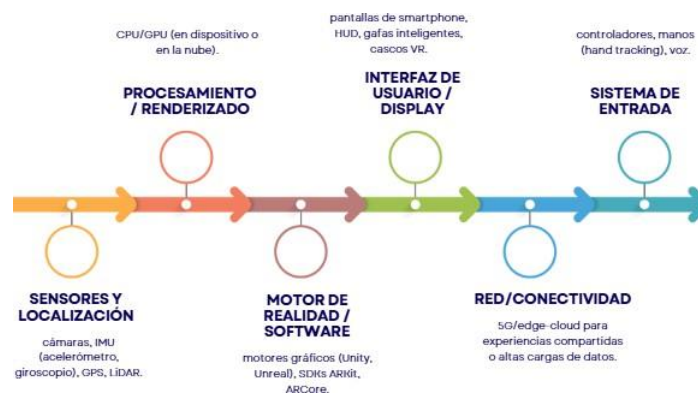 CPU/GPU (en dispositivo o
en la nube).
PROCESAMIENTO
/ RENDERIZADO
pantallas de smartphone,
HUD, gafas inteligentes,
cascos VR.
INTERFAZ DE
USUARIO /
DISPLAY
controladores, manos
(hand tracking), voz.
SISTEMA DE
ENTRADA
SENSORES Y
LOCALIZACIÓN
cámaras, IMU
(acelerómetro,
giroscopio), GPS, LiDAR.
MOTOR DE
REALIDAD /
SOFTWARE
motores gráficos (Unity,
Unreal), SDKs ARKit,
ARCore.
RED/CONECTIVIDAD
5G/edge-cloud para
experiencias compartidas
o altas cargas de datos.